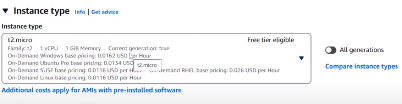 Instance type Info | Get advice
Instance type
t2.micro Free tier eligible
Family: t2 1 vCPU 1 GiB Memory Current generation: true
On-Demand Windows base pricing: 0.0162 USD per Hour
On-Demand Ubuntu Pro base pricing: 0.0134 USD
t2.micro
On-Demand SUSE base pricing: 0.0116 USD per Hour On-Demand RHEL base pricing: 0.026 USD per Hour
On-Demand Linux base pricing: 0.0116 USD per Hour
All generations
Compare instance types
Additional costs apply for AMIs with pre-installed software